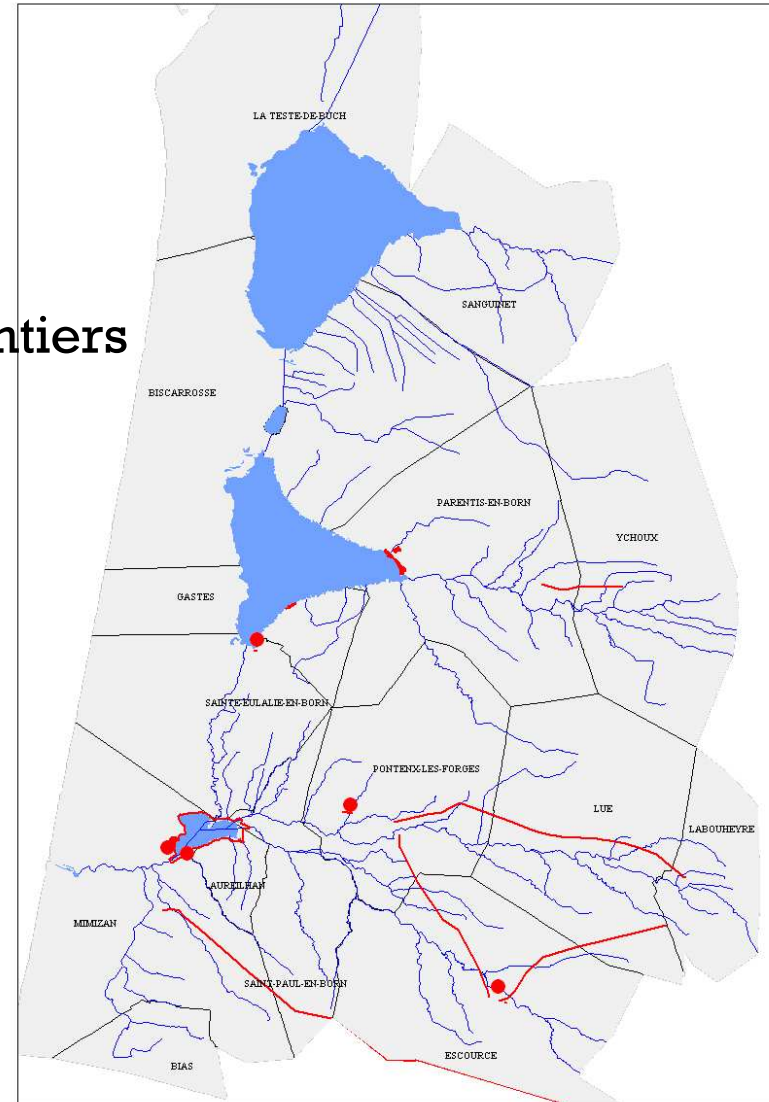 LA TESTE-DE-BUCH
SANGUINET
ntiers
BISCARROSSE
PARENTIS-EN-BORN
YCHOUX
GASTES
SAINTE-EULALIE-EN-BORN
PONTENX-LES-FORGES
LUE
LABOUHEYRE
AUREILHAN
MIMIZAN
SAINT-PAUL-EN-BORN
ESCOURCE
BIAS